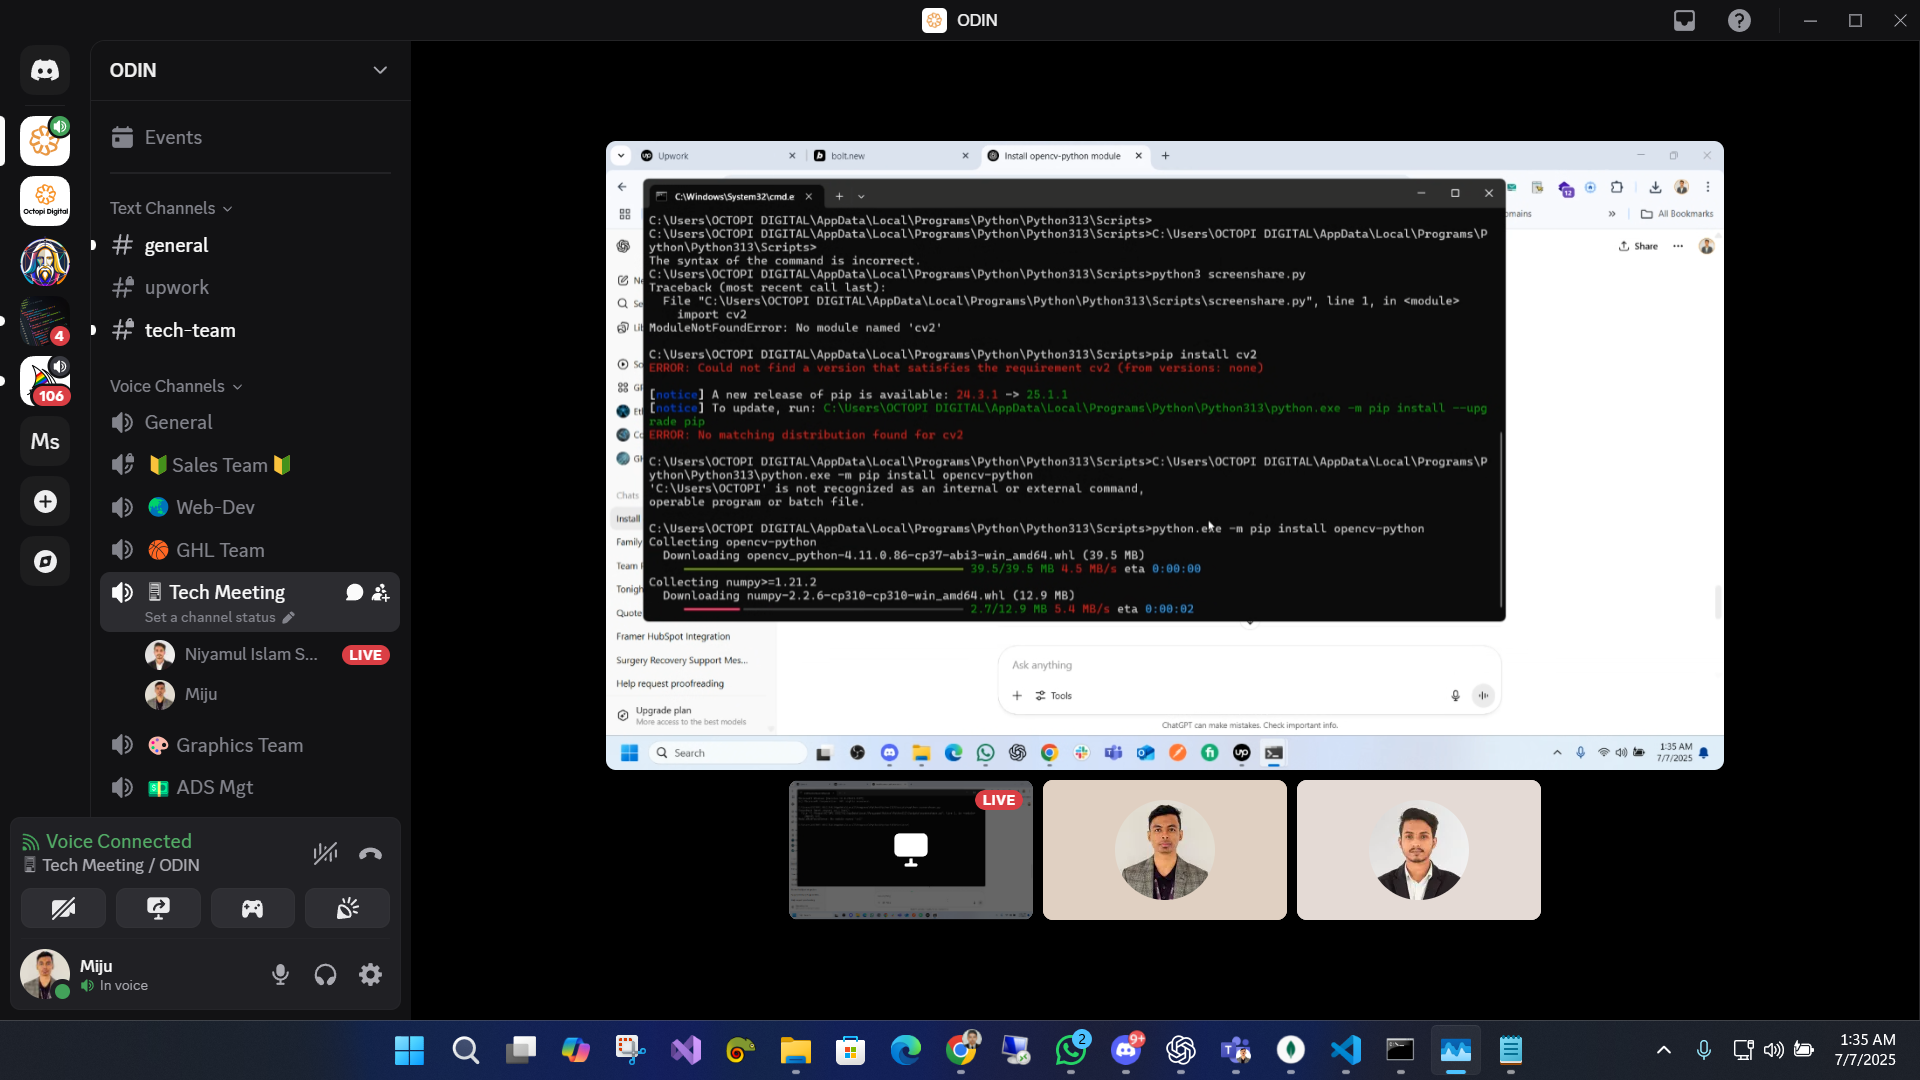 ODIN
ODIN
Events
Text Channels
general
upwork
tech-team
Voice Channels
General
Sales Team
Web-Dev
GHL Team
Tech Meeting
Set a channel status
Niyamul Islam S...
LIVE
Miju
Graphics Team
ADS Mgt
Octopi Digital
4
106
Ms
Voice Connected
Tech Meeting / ODIN
Miju
In voice
Upwork
bolt.new
Install opencv-python module
12
All Bookmarks
Share
C:\Windows\System32\cmd.e
C:\Users\OCTOPI DIGITAL\AppData\Local\Programs\Python\Python313\Scripts>
C:\Users\OCTOPI DIGITAL\AppData\Local\Programs\Python\Python313\Scripts>C:\Users\OCTOPI DIGITAL\AppData\Local\Programs\P
ython\Python313\Scripts>
The syntax of the command is incorrect.
C:\Users\OCTOPI DIGITAL\AppData\Local\Programs\Python\Python313\Scripts>python3 screenshare.py
Traceback (most recent call last):
File "C:\Users\OCTOPI DIGITAL\AppData\Local\Programs\Python\Python313\Scripts\screenshare.py", line 1, in <module>
import cv2
ModuleNotFoundError: No module named 'cv2'
C:\Users\OCTOPI DIGITAL\AppData\Local\Programs\Python\Python313\Scripts>pip install cv2
ERROR: Could not find a version that satisfies the requirement cv2 (from versions: none)
[notice] A new release of pip is available: 24.3.1 -> 25.1.1
[notice] To update, run: C:\Users\OCTOPI DIGITAL\AppData\Local\Programs\Python\Python313\python.exe -m pip install --upg
rade pip
ERROR: No matching distribution found for cv2
C:\Users\OCTOPI DIGITAL\AppData\Local\Programs\Python\Python313\Scripts>C:\Users\OCTOPI DIGITAL\AppData\Local\Programs\P
ython\Python313\python.exe -m pip install opencv-python
'C:\Users\OCTOPI' is not recognized as an internal or external command,
operable program or batch file.
C:\Users\OCTOPI DIGITAL\AppData\Local\Programs\Python\Python313\Scripts>python.exe -m pip install opencv-python
Collecting opencv-python
Downloading opencv_python-4.11.0.86-cp37-abi3-win_amd64.whl (39.5 MB)
39.5/39.5 MB 4.5 MB/s eta 0:00:00
Collecting numpy>=1.21.2
Downloading numpy-2.2.6-cp310-cp310-win_amd64.whl (12.9 MB)
2.7/12.9 MB 5.4 MB/s eta 0:00:02
Chats
Install
Family
Team
Tonigh
Quote
Framer HubSpot Integration
Surgery Recovery Support Mes...
Help request proofreading
Upgrade plan
More access to the best models
Ask anything
Tools
ChatGPT can make mistakes. Check important info.
Search
1:35 AM
7/7/2025
LIVE
2
9+
1:35 AM
7/7/2025